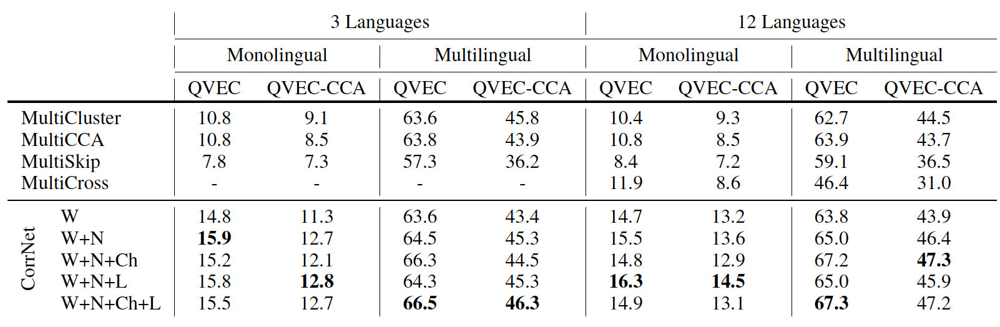 3 Languages 12 Languages
Monolingual Multilingual Monolingual Multilingual
QVEC QVEC-CCA QVEC QVEC-CCA QVEC QVEC-CCA QVEC QVEC-CCA
MultiCluster 10.8 9.1 63.6 45.8 10.4 9.3 62.7 44.5
MultiCCA 10.8 8.5 63.8 43.9 10.8 8.5 63.9 43.7
MultiSkip 7.8 7.3 57.3 36.2 8.4 7.2 59.1 36.5
MultiCross - - - - 11.9 8.6 46.4 31.0
CorrNet
W 14.8 11.3 63.6 43.4 14.7 13.2 63.8 43.9
W+N 15.9 12.7 64.5 45.3 15.5 13.6 65.0 46.4
W+N+Ch 15.2 12.1 66.3 44.5 14.8 12.9 67.2 47.3
W+N+L 15.8 12.8 64.3 45.3 16.3 14.5 65.0 45.9
W+N+Ch+L 15.5 12.7 66.5 46.3 14.9 13.1 67.3 47.2